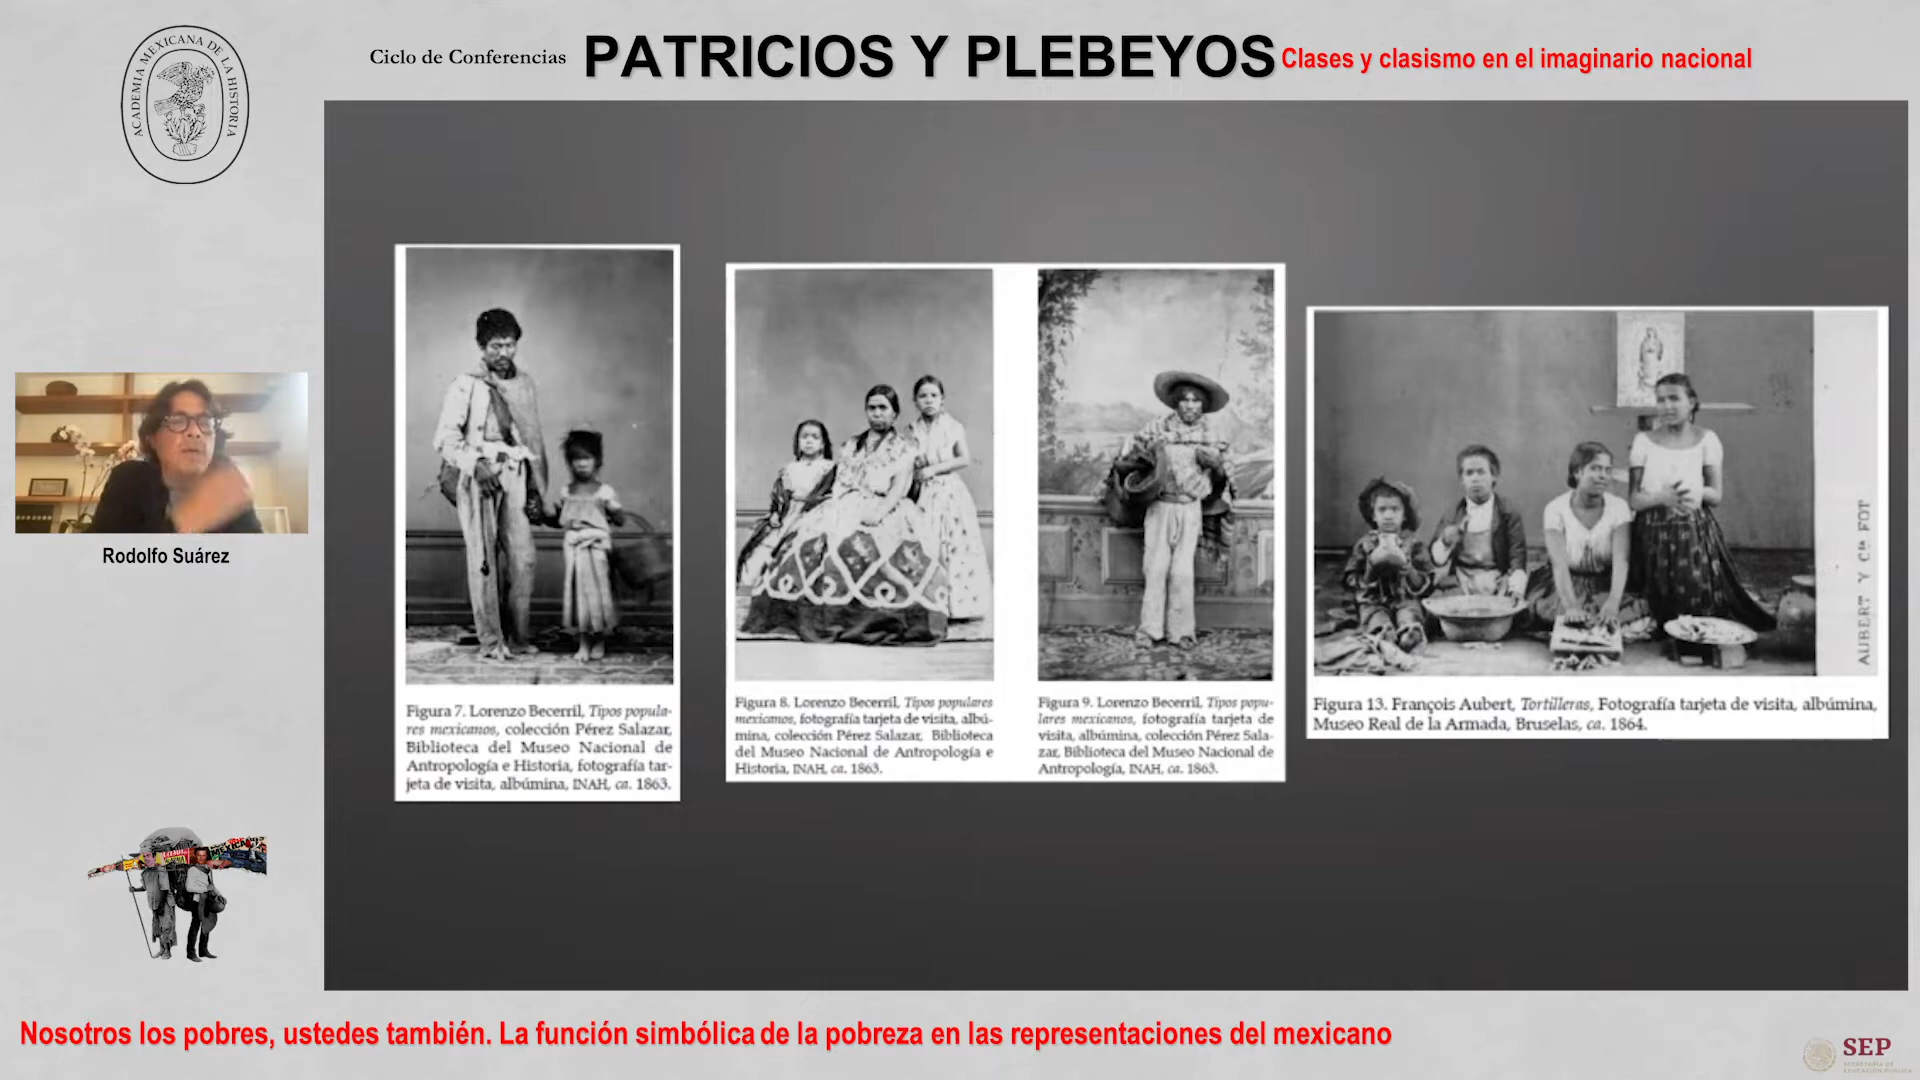 ACADEMIA MEXICANA DE LA HISTORIA
Ciclo de Conferencias
PATRICIOS Y PLEBEYOS
Clases y clasismo en el imaginario nacional
Rodolfo Suárez
Figura 7. Lorenzo Becerril, Tipos popula-
res mexicanos, colección Pérez Salazar,
Biblioteca del Museo Nacional de
Antropología e Historia, fotografía tar-
jeta de visita, albúmina, INAH, ca. 1863.
Figura 8. Lorenzo Becerril, Tipos populares
mexicanos, fotografía tarjeta de visita, albú-
mina, colección Pérez Salazar, Biblioteca
del Museo Nacional de Antropología e
Historia, INAH, ca. 1863.
Figura 9. Lorenzo Becerril, Tipos popu-
lares mexicanos, fotografía tarjeta de
visita, albúmina, colección Pérez Sala-
zar, Biblioteca del Museo Nacional de
Antropología, INAH, ca. 1863.
AUBERT Y Cª FOT
Figura 13. François Aubert, Tortilleras, Fotografía tarjeta de visita, albúmina,
Museo Real de la Armada, Bruselas, ca. 1864.
Nosotros los pobres, ustedes también. La función simbólica de la pobreza en las representaciones del mexicano
SEP
SECRETARÍA DE
EDUCACIÓN PÚBLICA